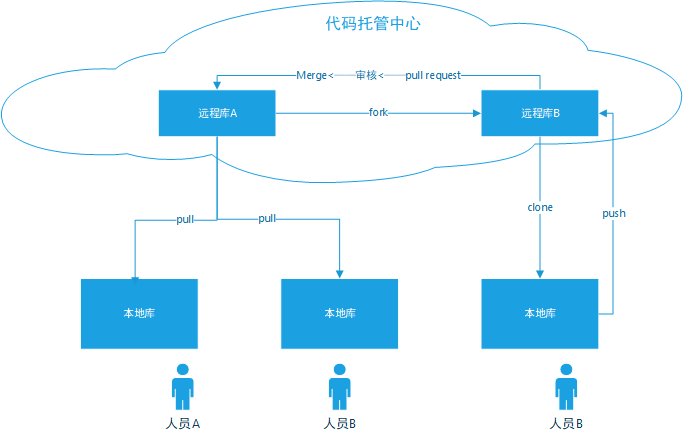 代码托管中心
Merge<——审核<——pull request
远程库A
fork
远程库B
pull
pull
clone
push
本地库
本地库
本地库
人员A
人员B
人员B